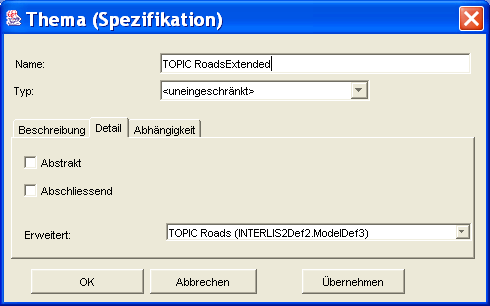 Thema (Spezifikation)
Name: TOPIC RoadsExtended
Typ: <uneingeschränkt>
Beschreibung Detail Abhängigkeit
Abstrakt
Abschliessend
Erweitert: TOPIC Roads (INTERLIS2Def2.ModelDef3)
OK Abbrechen Übernehmen